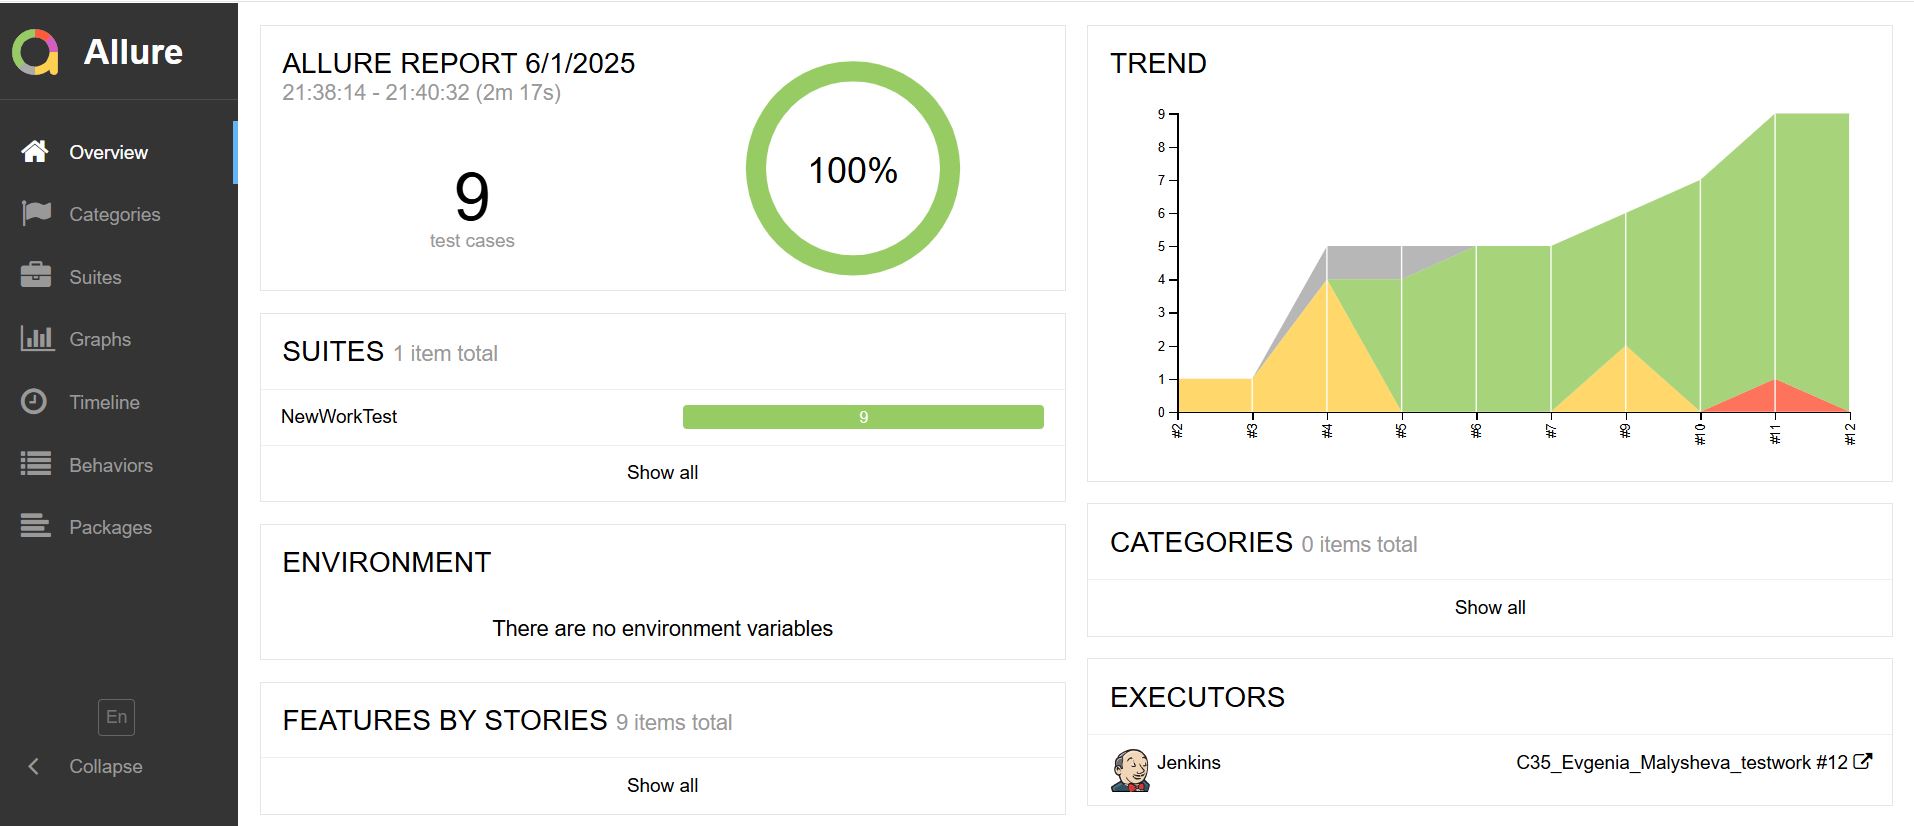 Allure
Overview
Categories
Suites
Graphs
Timeline
Behaviors
Packages
En
Collapse
ALLURE REPORT 6/1/2025
21:38:14 - 21:40:32 (2m 17s)
9
test cases
100%
SUITES 1 item total
NewWorkTest 9
Show all
ENVIRONMENT
There are no environment variables
FEATURES BY STORIES 9 items total
Show all
TREND
9
8
7
6
5
4
3
2
1
0
#2 #3 #4 #5 #6 #7 #9 #10 #11 #12
CATEGORIES 0 items total
Show all
EXECUTORS
Jenkins C35_Evgenia_Malysheva_testwork #12